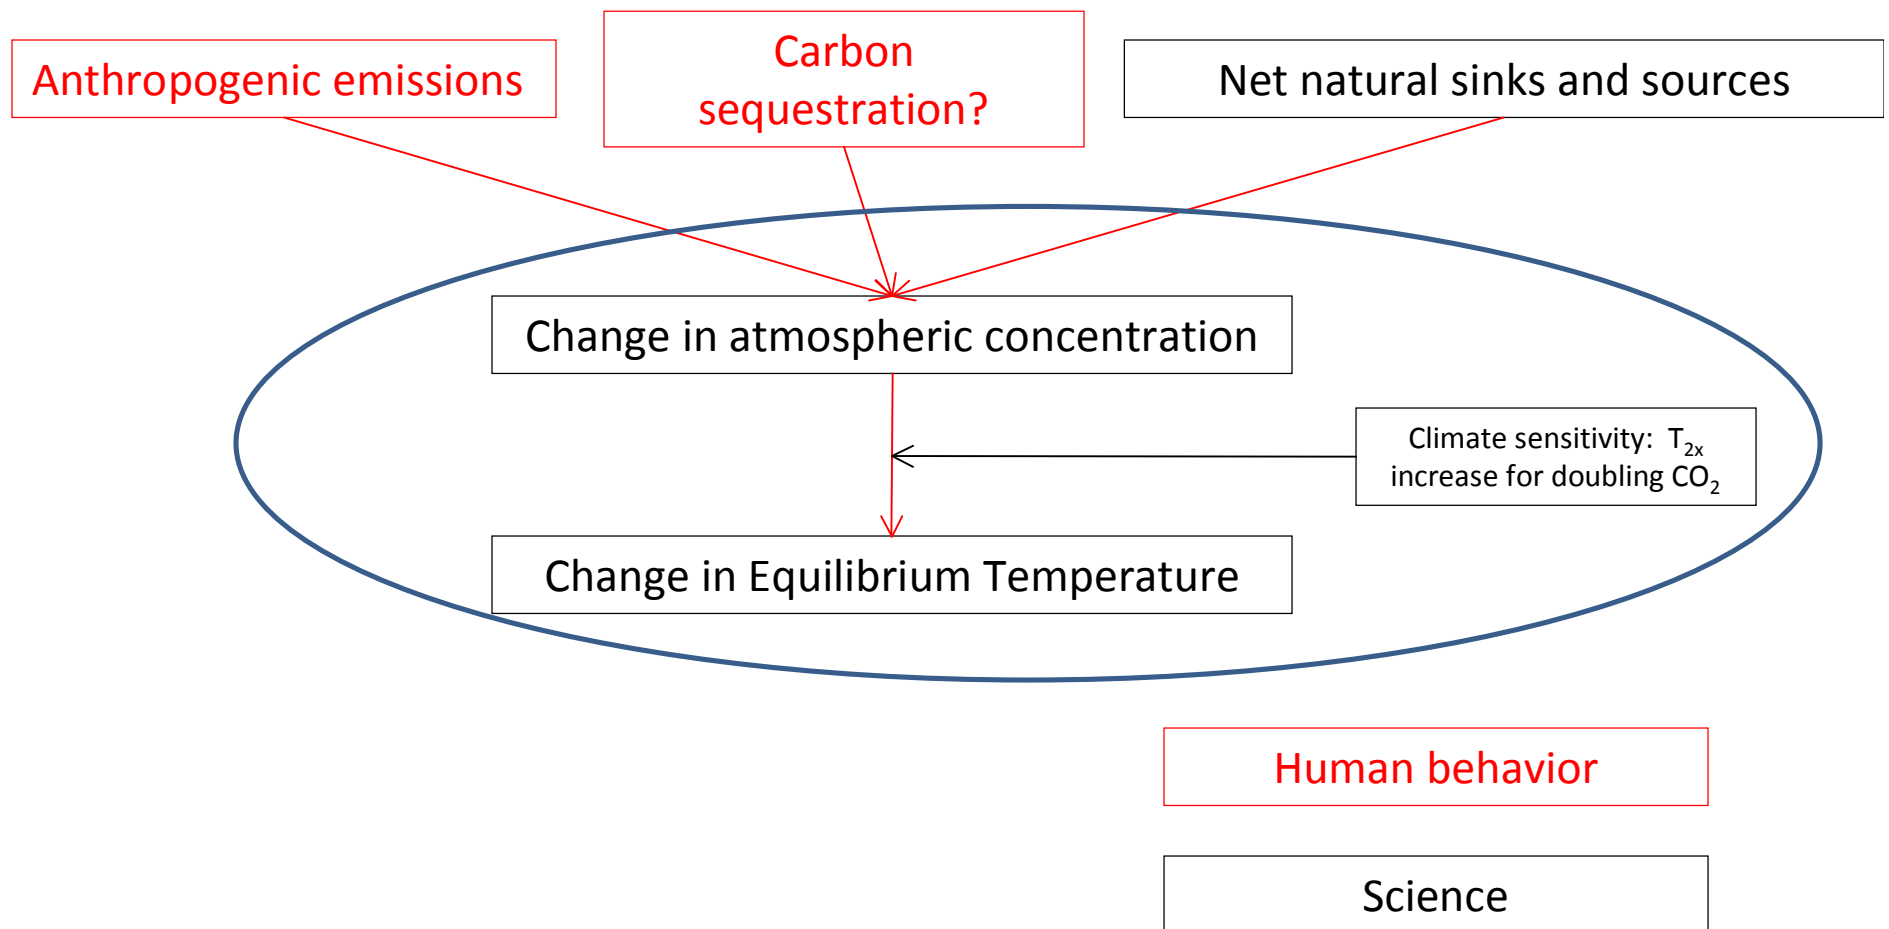 Anthropogenic emissions
Carbon
sequestration?
Net natural sinks and sources
Change in atmospheric concentration
Climate sensitivity: T₂ₓ
increase for doubling CO₂
Change in Equilibrium Temperature
Human behavior
Science